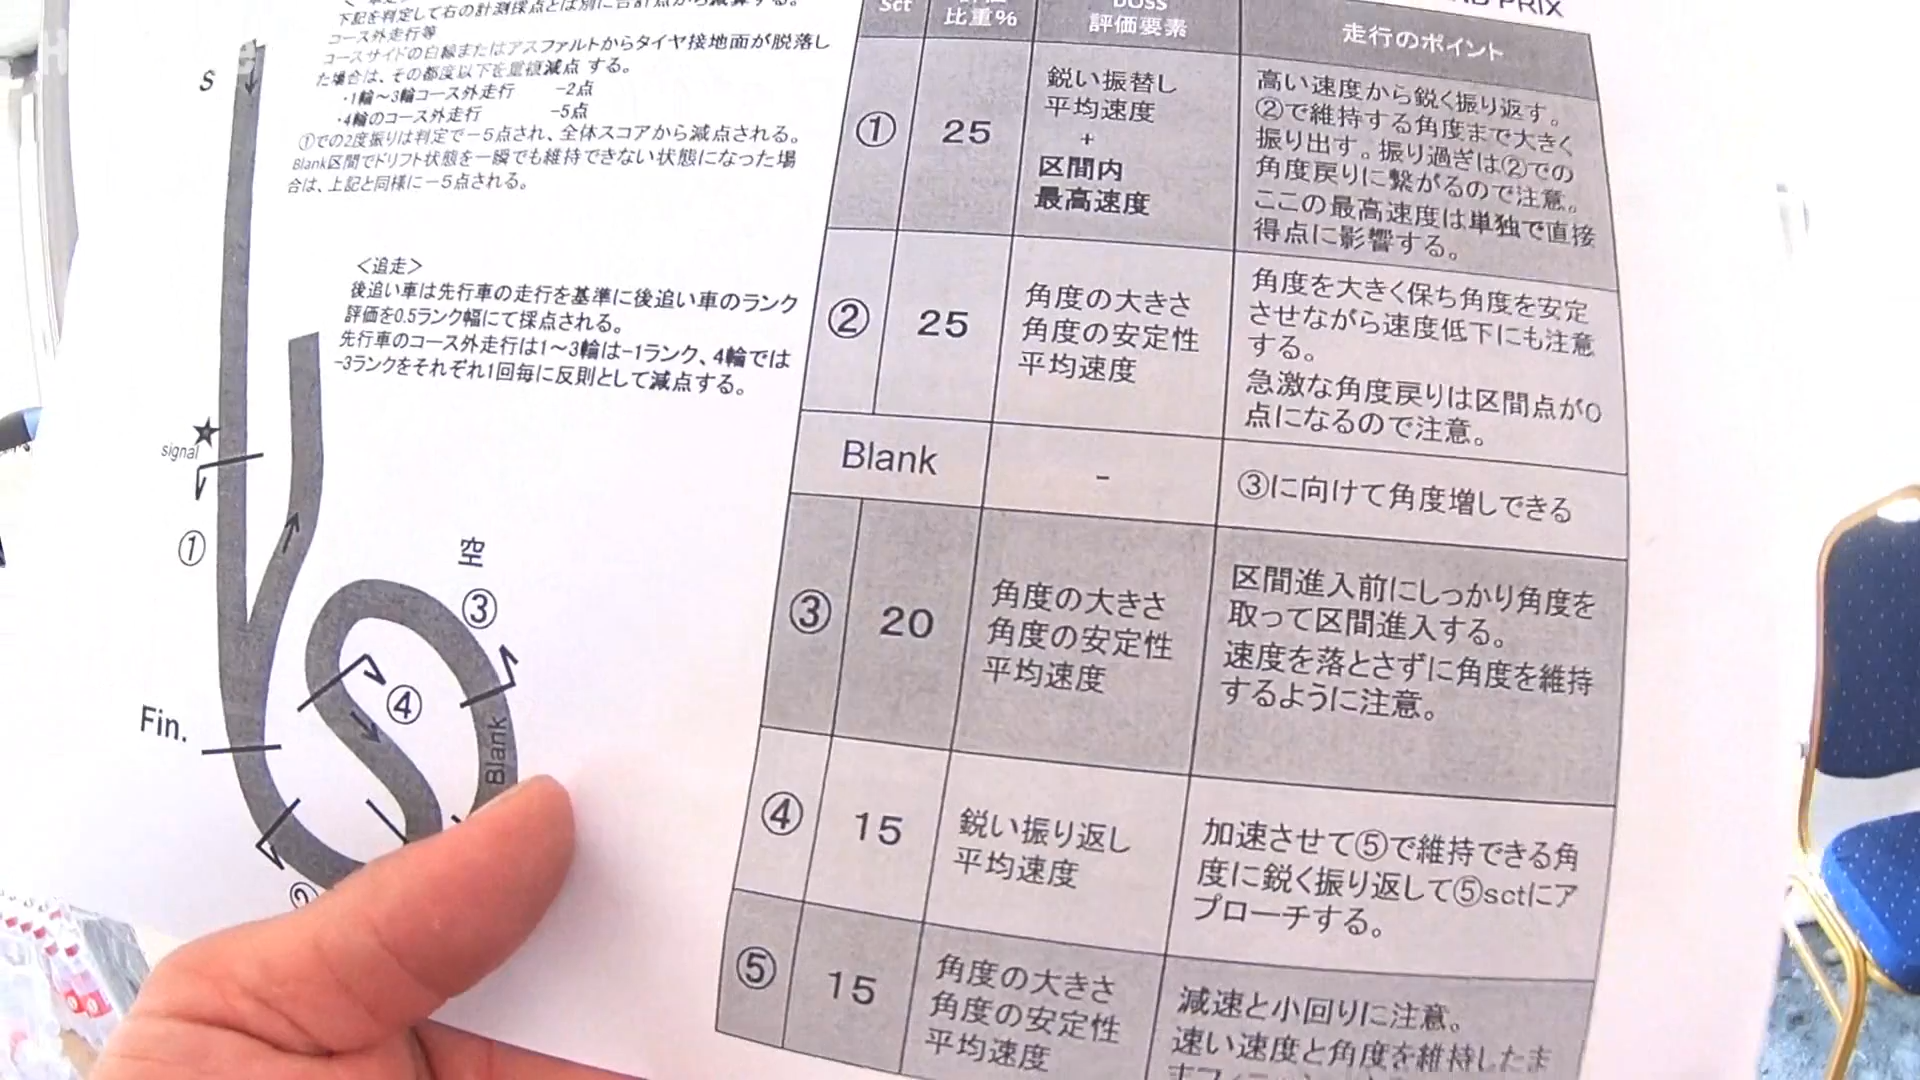 下記を判定して右の計測採点とは別に合計点から減算する。
コース外走行等
コースサイドの白線またはアスファルトからタイヤ接地面が脱落し
た場合は、その都度以下を重複減点 する。
・1輪～3輪コース外走行 -2点
・4輪のコース外走行 -5点
①での2度振りは判定で-5点され、全体スコアから減点される。
Blank区間でドリフト状態を一瞬でも維持できない状態になった場
合は、上記と同様に-5点される。
<追走>
後追い車は先行車の走行を基準に後追い車のランク
評価を0.5ランク幅にて採点される。
先行車のコース外走行は1～3輪は-1ランク、4輪では
-3ランクをそれぞれ1回毎に反則として減点する。
S
signal
①
空
③
④
Fin.
Blank
②
PRIX
Sct
比重%
DOSS
評価要素
走行のポイント
①
25
鋭い振替し
平均速度
+
区間内
最高速度
高い速度から鋭く振り返す。
②で維持する角度まで大きく
振り出す。振り過ぎは②での
角度戻りに繋がるので注意。
ここの最高速度は単独で直接
得点に影響する。
②
25
角度の大きさ
角度の安定性
平均速度
角度を大きく保ち角度を安定
させながら速度低下にも注意
する。
急激な角度戻りは区間点が0
点になるので注意。
Blank
-
③に向けて角度増しできる
③
20
角度の大きさ
角度の安定性
平均速度
区間進入前にしっかり角度を
取って区間進入する。
速度を落とさずに角度を維持
するように注意。
④
15
鋭い振り返し
平均速度
加速させて⑤で維持できる角
度に鋭く振り返して⑤sctにア
プローチする。
⑤
15
角度の大きさ
角度の安定性
平均速度
減速と小回りに注意。
速い速度と角度を維持したま